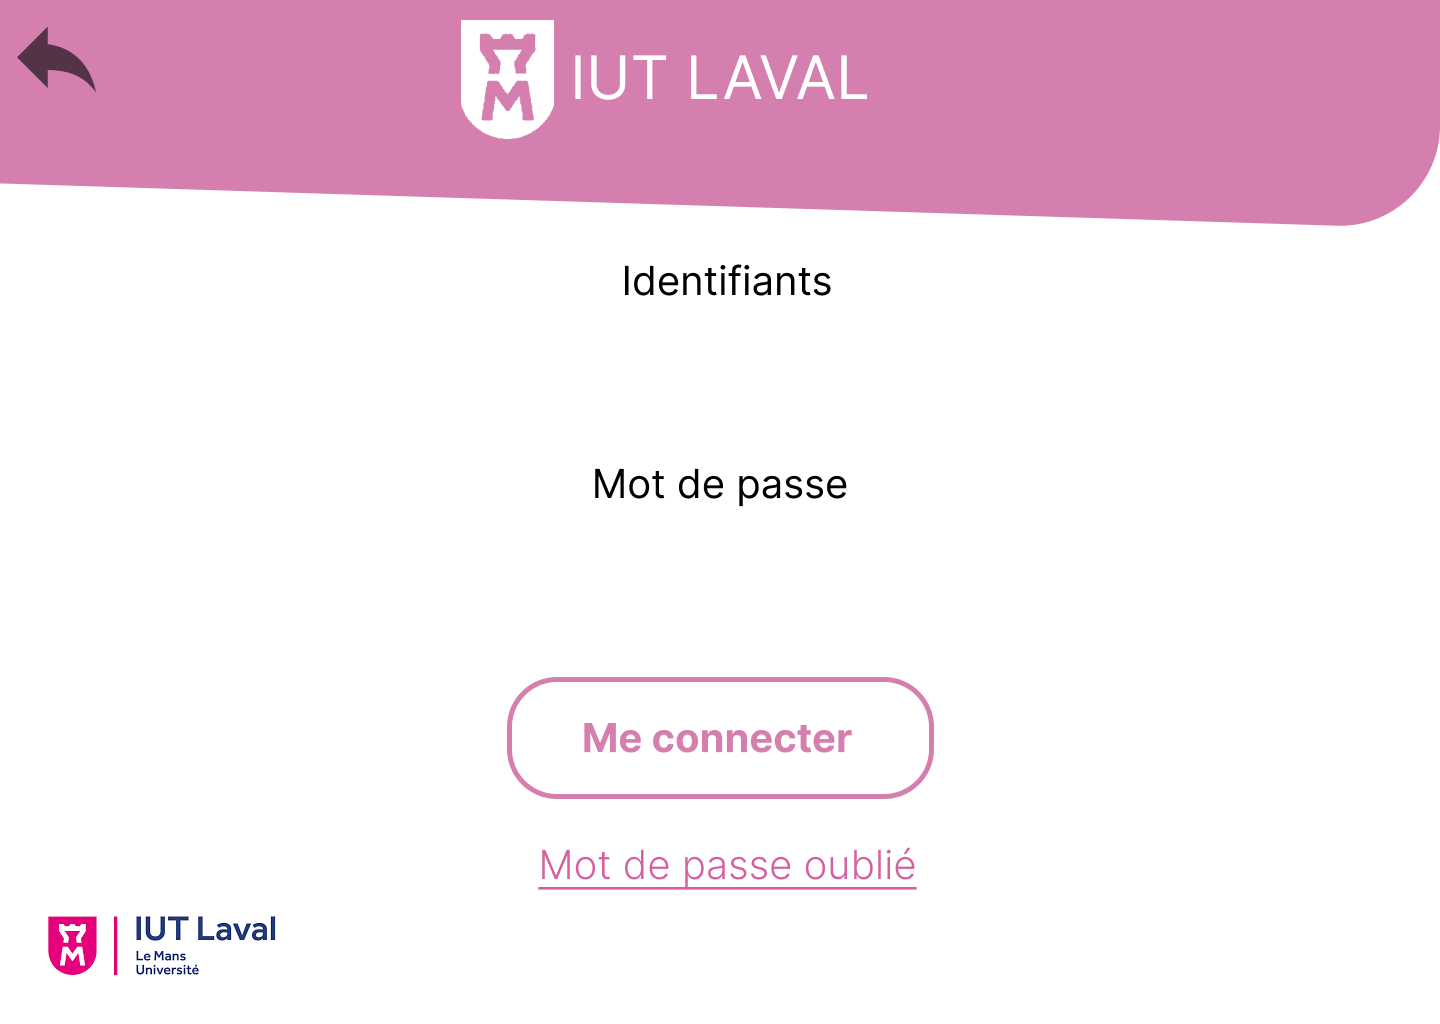 IUT LAVAL
Identifiants
Mot de passe
Me connecter
Mot de passe oublié
IUT Laval
Le Mans
Université